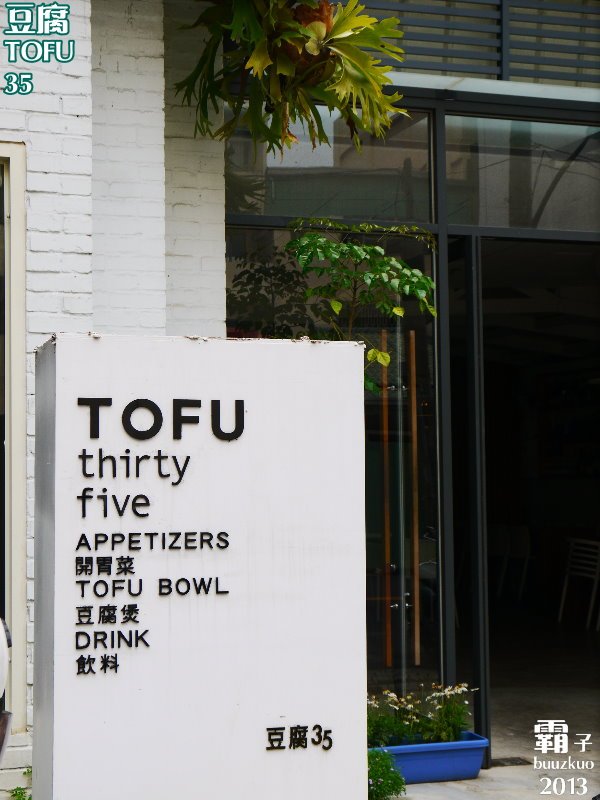 豆腐
TOFU
35
TOFU
thirty
five
APPETIZERS
開胃菜
TOFU BOWL
豆腐煲
DRINK
飲料
豆腐35
霸子
buuzkuo
2013